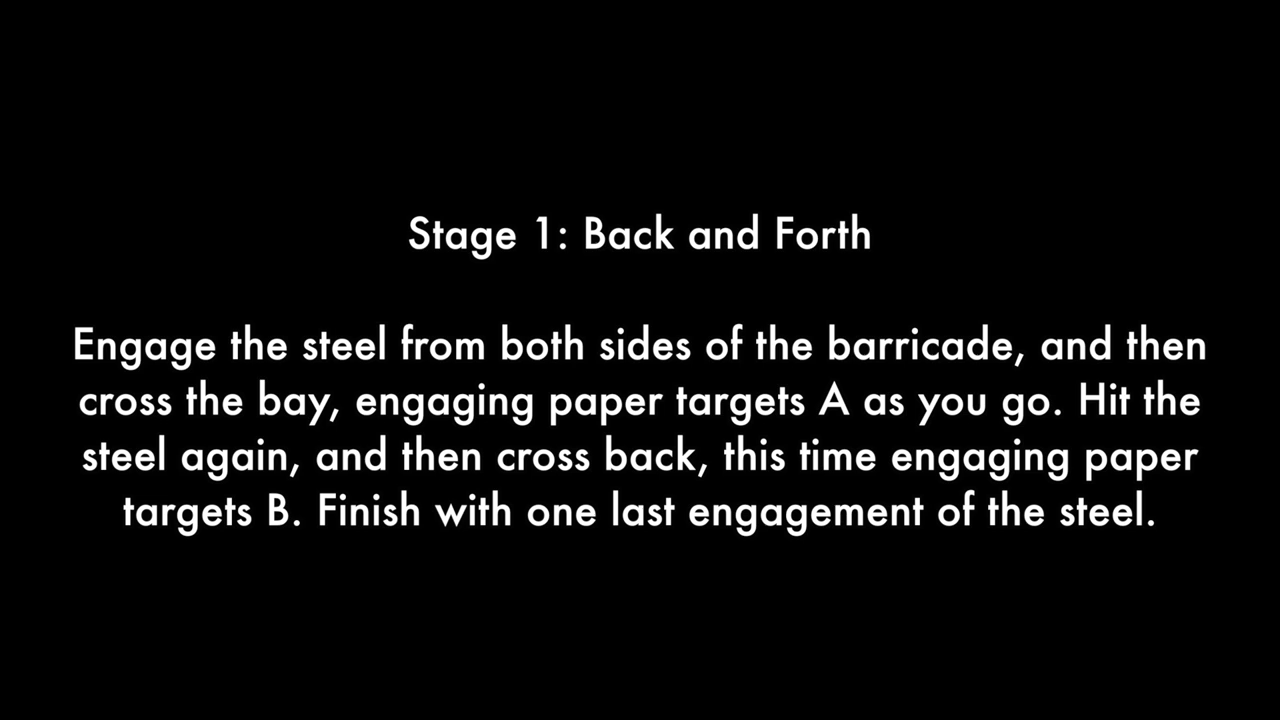 Stage 1: Back and Forth
Engage the steel from both sides of the barricade, and then
cross the bay, engaging paper targets A as you go. Hit the
steel again, and then cross back, this time engaging paper
targets B. Finish with one last engagement of the steel.